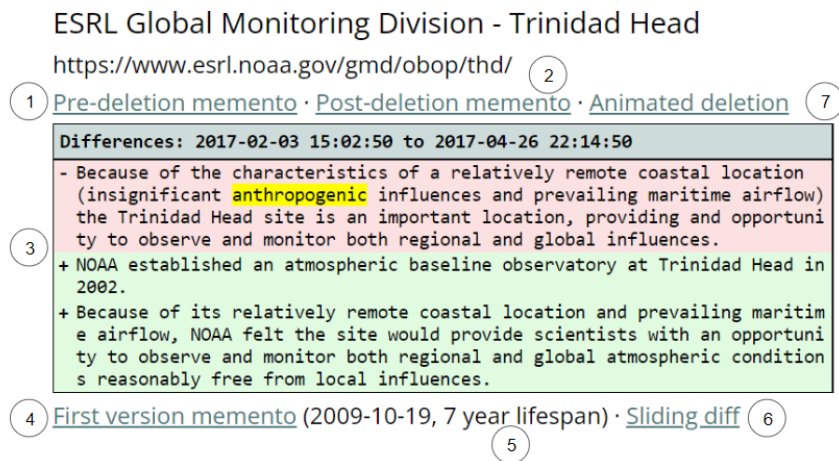 ESRL Global Monitoring Division - Trinidad Head
https://www.esrl.noaa.gov/gmd/obop/thd/ 2
1 Pre-deletion memento · Post-deletion memento · Animated deletion 7
Differences: 2017-02-03 15:02:50 to 2017-04-26 22:14:50
- Because of the characteristics of a relatively remote coastal location
(insignificant anthropogenic influences and prevailing maritime airflow)
the Trinidad Head site is an important location, providing and opportuni
3 ty to observe and monitor both regional and global influences.
+ NOAA established an atmospheric baseline observatory at Trinidad Head in
2002.
+ Because of its relatively remote coastal location and prevailing maritim
e airflow, NOAA felt the site would provide scientists with an opportuni
ty to observe and monitor both regional and global atmospheric condition
s reasonably free from local influences.
4 First version memento (2009-10-19, 7 year lifespan) · Sliding diff 6
5